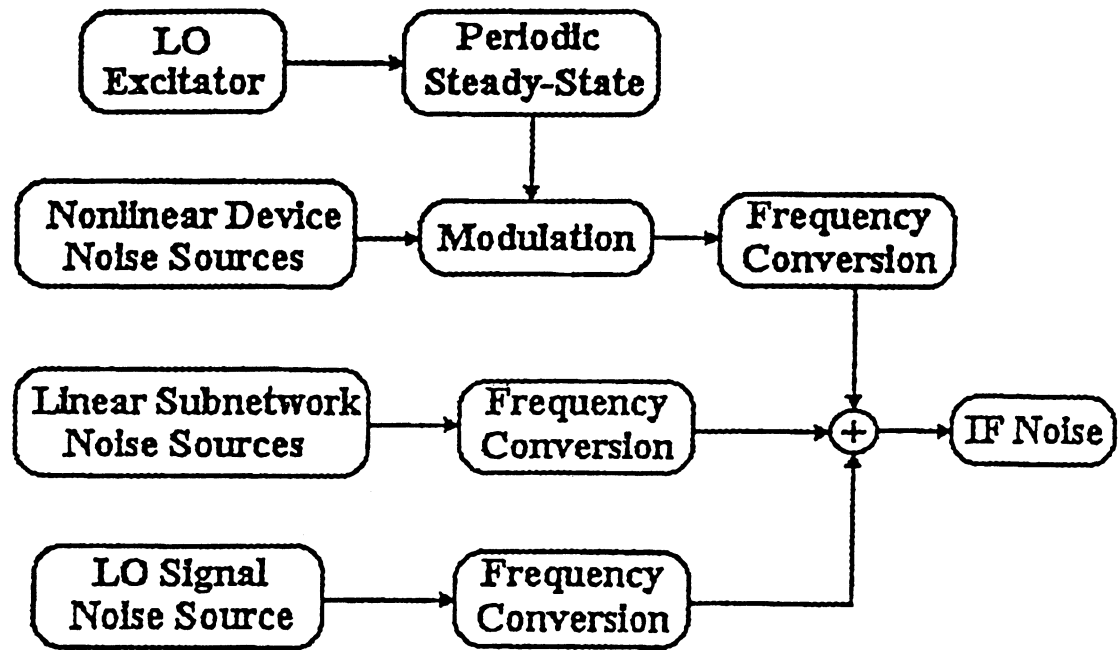 LO
Excitator
Periodic
Steady-State
Nonlinear Device
Noise Sources
Modulation
Frequency
Conversion
Linear Subnetwork
Noise Sources
Frequency
Conversion
+
IF Noise
LO Signal
Noise Source
Frequency
Conversion